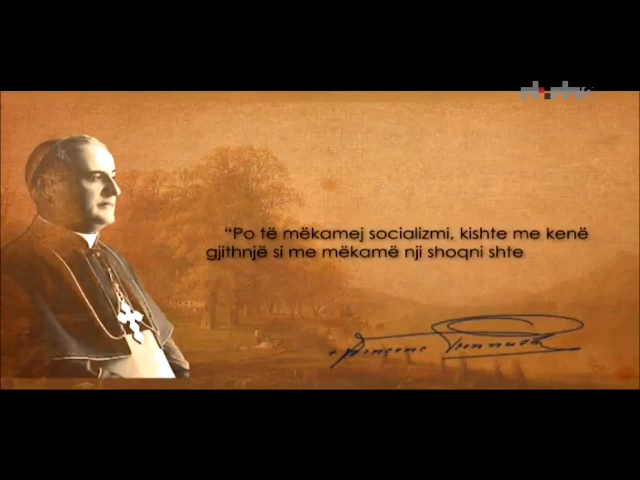 “Po të mëkamej socializmi, kishte me kenë
gjithnjë si me mëkamë nji shoqni shte